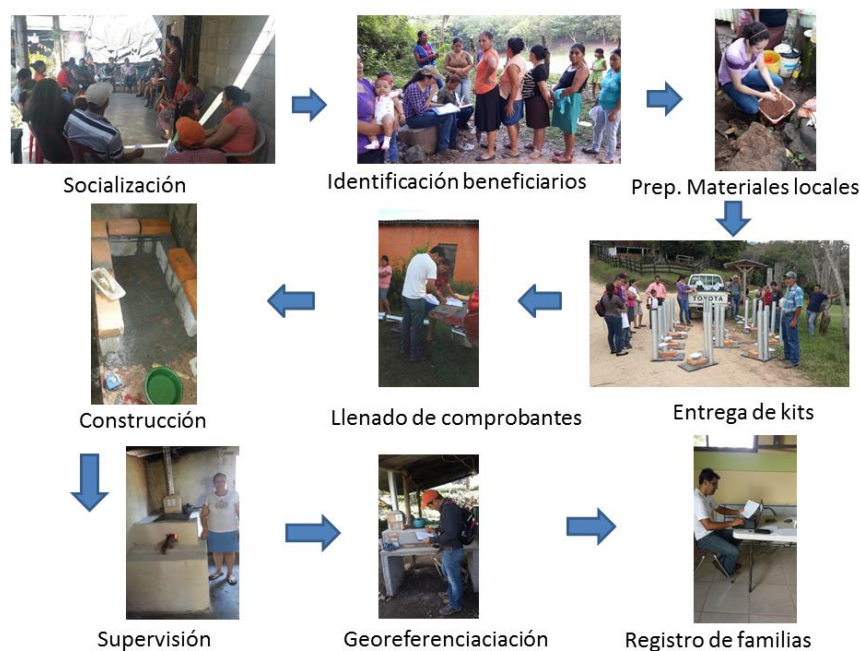 Socialización
Identificación beneficiarios
Prep. Materiales locales
TOYOTA
Entrega de kits
Llenado de comprobantes
Construcción
Supervisión
Georeferenciaciación
Registro de familias